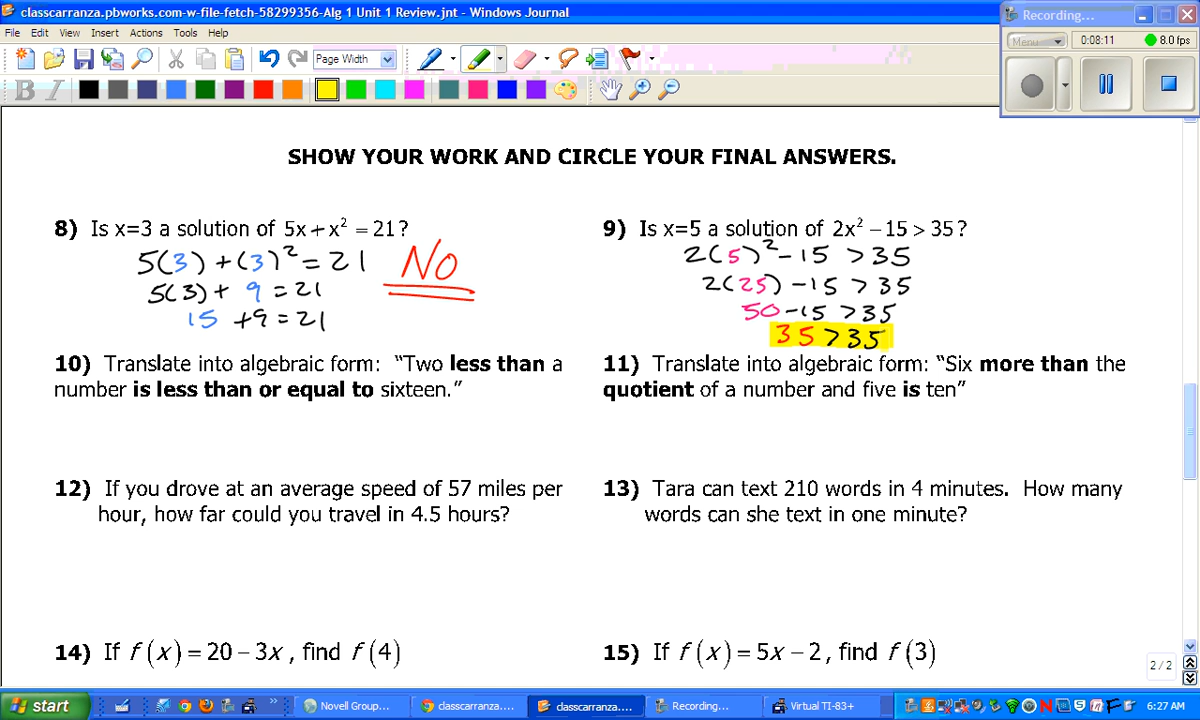 classcarranza.pbworks.com-w-file-fetch-58299356-Alg 1 Unit 1 Review.jnt - Windows Journal
Recording...
File Edit View Insert Actions Tools Help
Menu
0:08:11
8.0 fps
Page Width
B I
SHOW YOUR WORK AND CIRCLE YOUR FINAL ANSWERS.
8) Is x=3 a solution of 5x + x² = 21?
5(3) + (3)² = 21
NO
5(3) + 9 = 21
15 + 9 = 21
9) Is x=5 a solution of 2x² – 15 > 35?
2(5)² - 15 > 35
2(25) - 15 > 35
50 - 15 > 35
35 > 35
10) Translate into algebraic form: “Two less than a
number is less than or equal to sixteen.”
11) Translate into algebraic form: “Six more than the
quotient of a number and five is ten”
12) If you drove at an average speed of 57 miles per
hour, how far could you travel in 4.5 hours?
13) Tara can text 210 words in 4 minutes. How many
words can she text in one minute?
14) If f(x) = 20 – 3x, find f(4)
15) If f(x) = 5x – 2, find f(3)
2 / 2
start
Novell Group...
classcarranza....
classcarranza....
Recording...
Virtual TI-83+
6:27 AM